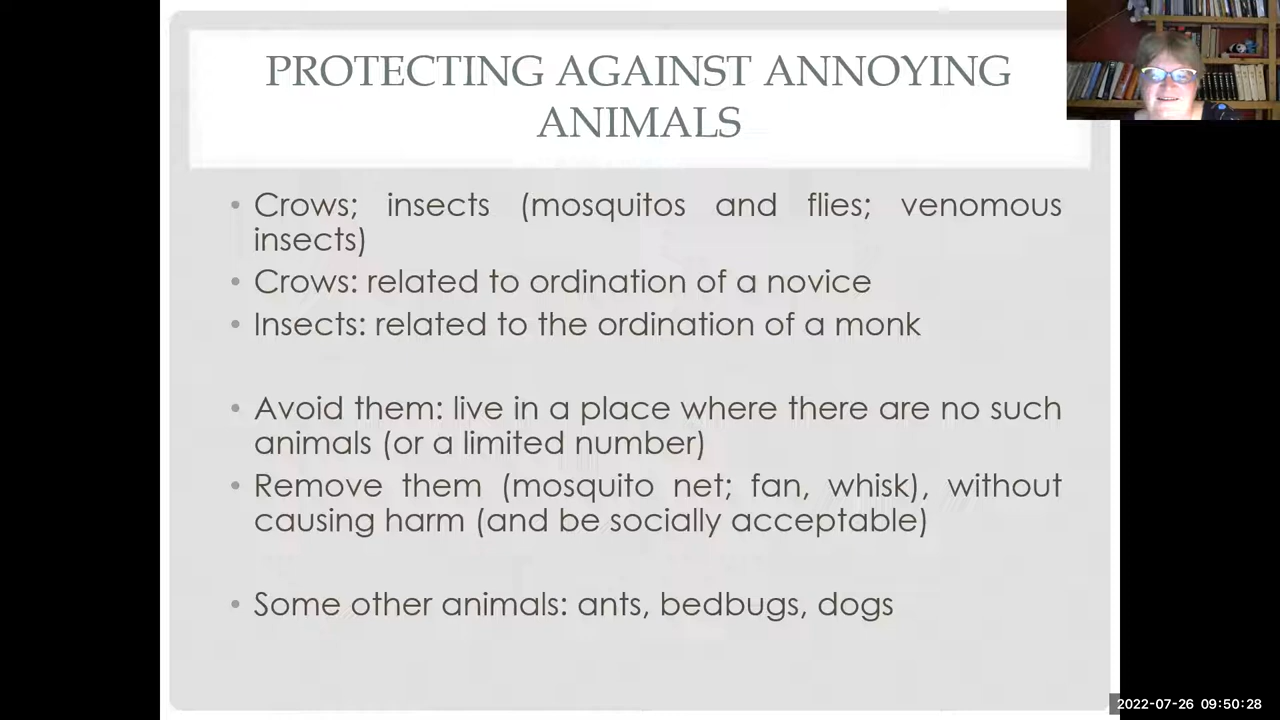 PROTECTING AGAINST ANNOYING
ANIMALS
• Crows; insects (mosquitos and flies; venomous
insects)
• Crows: related to ordination of a novice
• Insects: related to the ordination of a monk
• Avoid them: live in a place where there are no such
animals (or a limited number)
• Remove them (mosquito net; fan, whisk), without
causing harm (and be socially acceptable)
• Some other animals: ants, bedbugs, dogs
2022-07-26 09:50:28